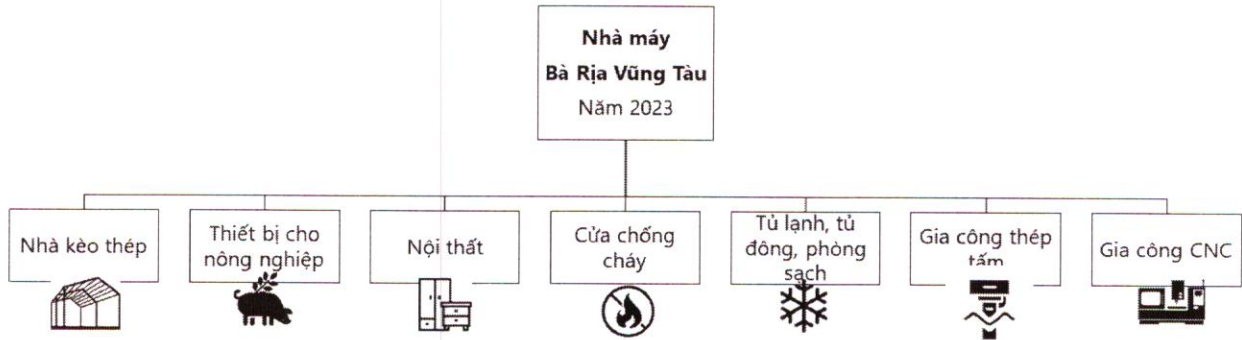 Nhà máy
Bà Rịa Vũng Tàu
Năm 2023
Nhà kèo thép
Thiết bị cho
nông nghiệp
Nội thất
Cửa chống
cháy
Tủ lạnh, tủ
đông, phòng
sạch
Gia công thép
tấm
Gia công CNC